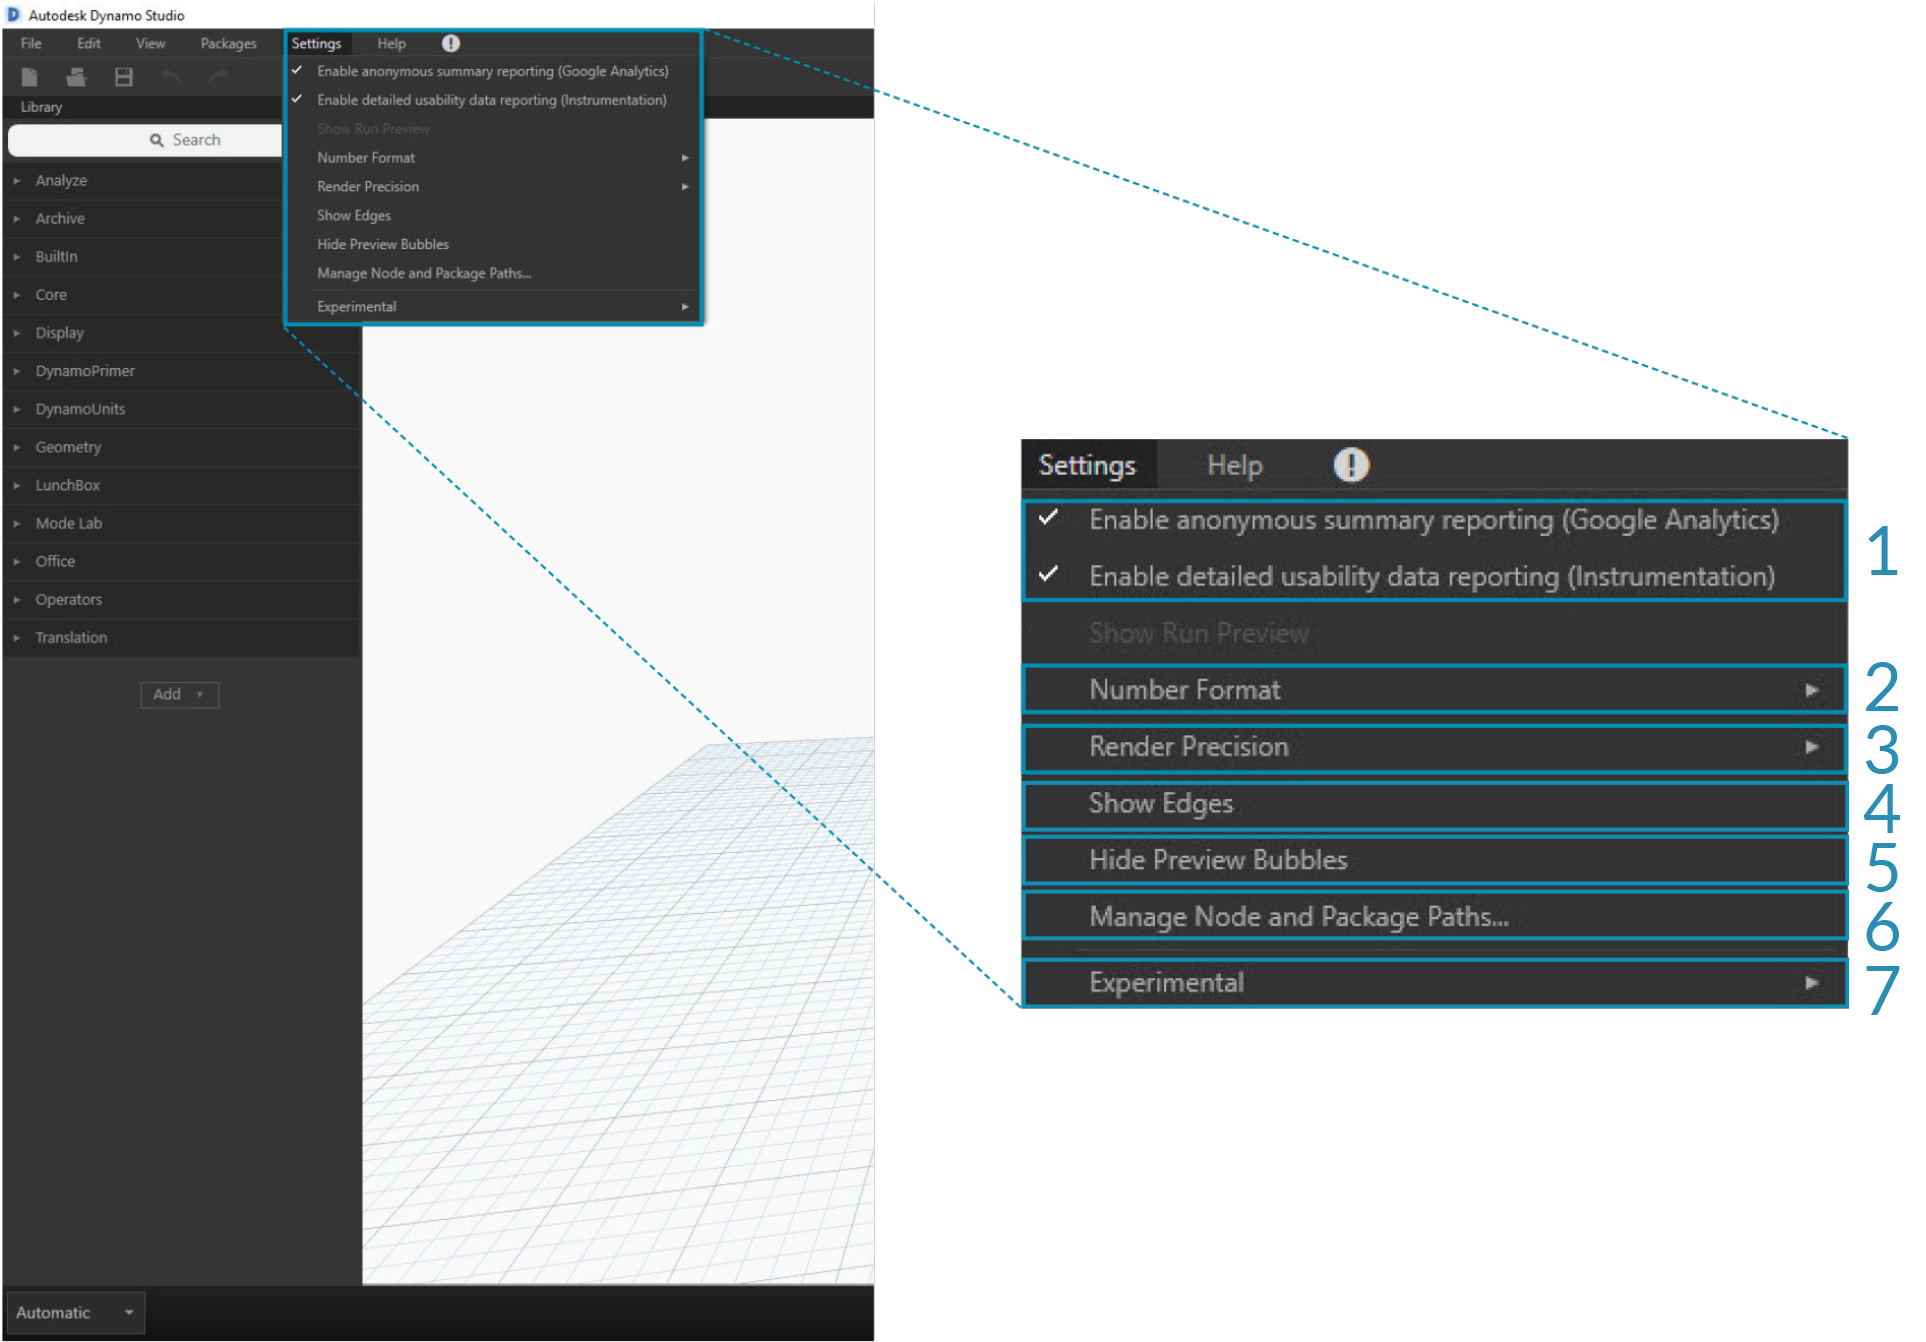 Autodesk Dynamo Studio
File Edit View Packages Settings Help
Enable anonymous summary reporting (Google Analytics)
Enable detailed usability data reporting (Instrumentation)
Show Run Preview
Number Format
Render Precision
Show Edges
Hide Preview Bubbles
Manage Node and Package Paths...
Experimental
Library
Search
Analyze
Archive
BuiltIn
Core
Display
DynamoPrimer
DynamoUnits
Geometry
LunchBox
Mode Lab
Office
Operators
Translation
Add
Automatic
Settings Help
Enable anonymous summary reporting (Google Analytics)
Enable detailed usability data reporting (Instrumentation)
1
Show Run Preview
Number Format 2
Render Precision 3
Show Edges 4
Hide Preview Bubbles 5
Manage Node and Package Paths... 6
Experimental 7